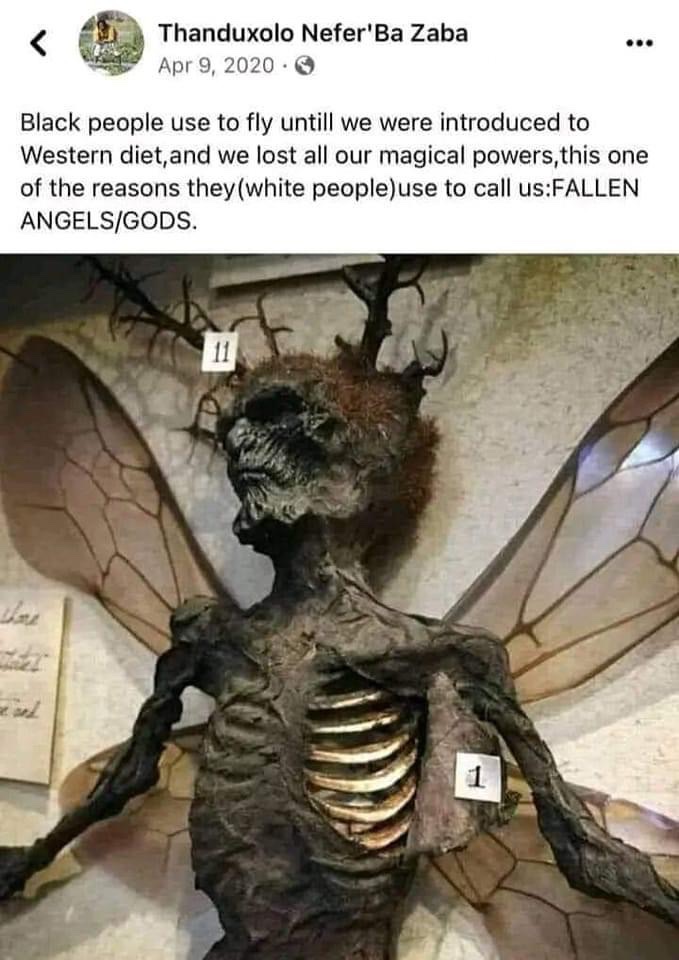 Thanduxolo Nefer'Ba Zaba
Apr 9, 2020 ·
Black people use to fly untill we were introduced to
Western diet,and we lost all our magical powers,this one
of the reasons they(white people)use to call us:FALLEN
ANGELS/GODS.
11
1
and